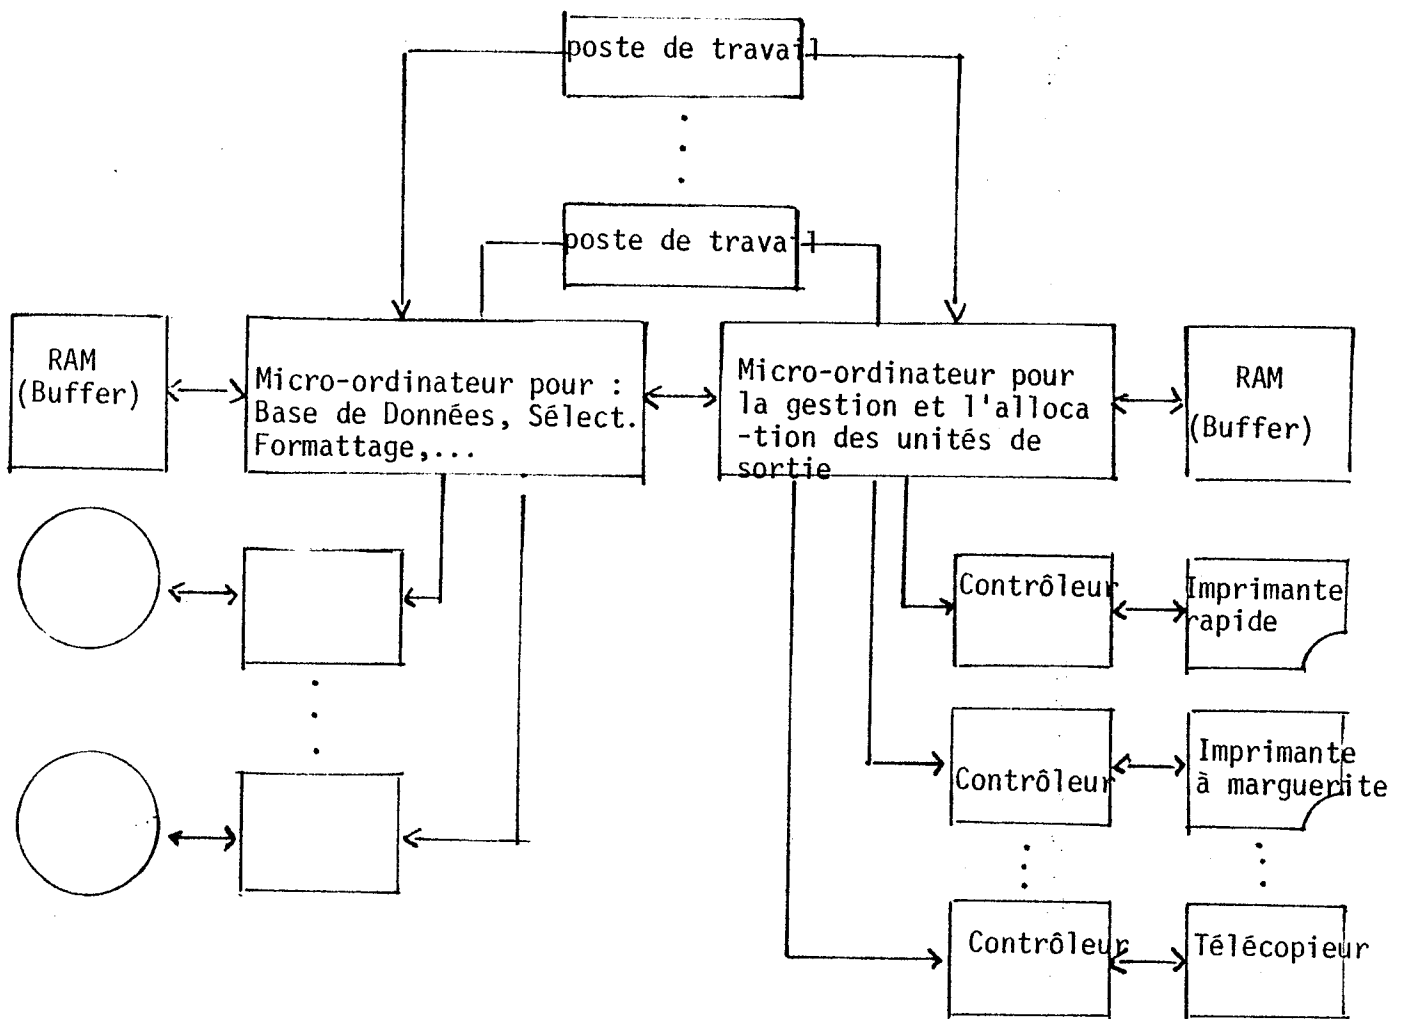 poste de travail
poste de travail
RAM
(Buffer)
Micro-ordinateur pour :
Base de Données, Sélect.
Formattage,...
Micro-ordinateur pour
la gestion et l'alloca
-tion des unités de
sortie
RAM
(Buffer)
Contrôleur
Imprimante
rapide
Contrôleur
Imprimante
à marguerite
Contrôleur
Télécopieur